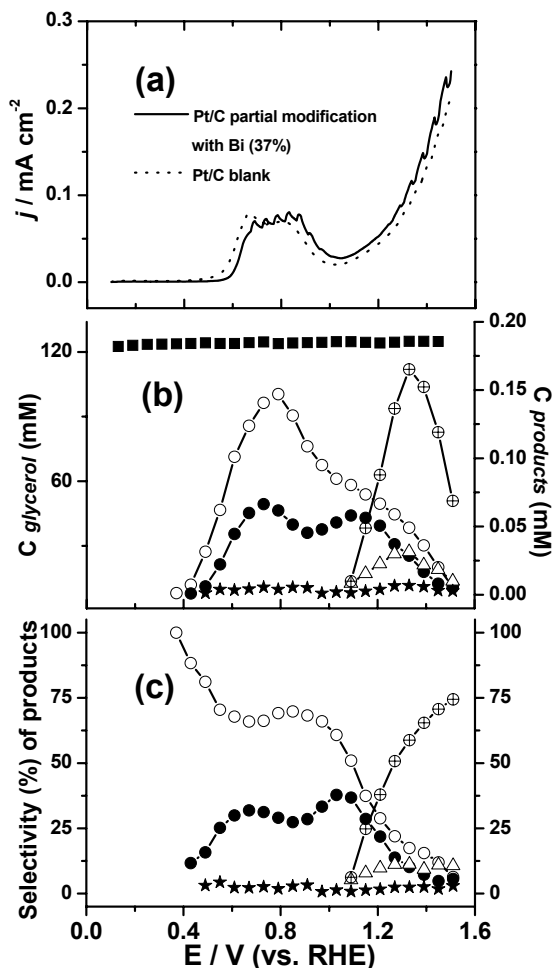 0.3
0.2
0.1
0.0
j / mA cm-2
(a)
Pt/C partial modification
with Bi (37%)
Pt/C blank
120
60
C glycerol (mM)
(b)
0.20
0.15
0.10
0.05
0.00
C products (mM)
100
75
50
25
0
Selectivity (%) of products
(c)
100
75
50
25
0
0.0 0.4 0.8 1.2 1.6
E / V (vs. RHE)